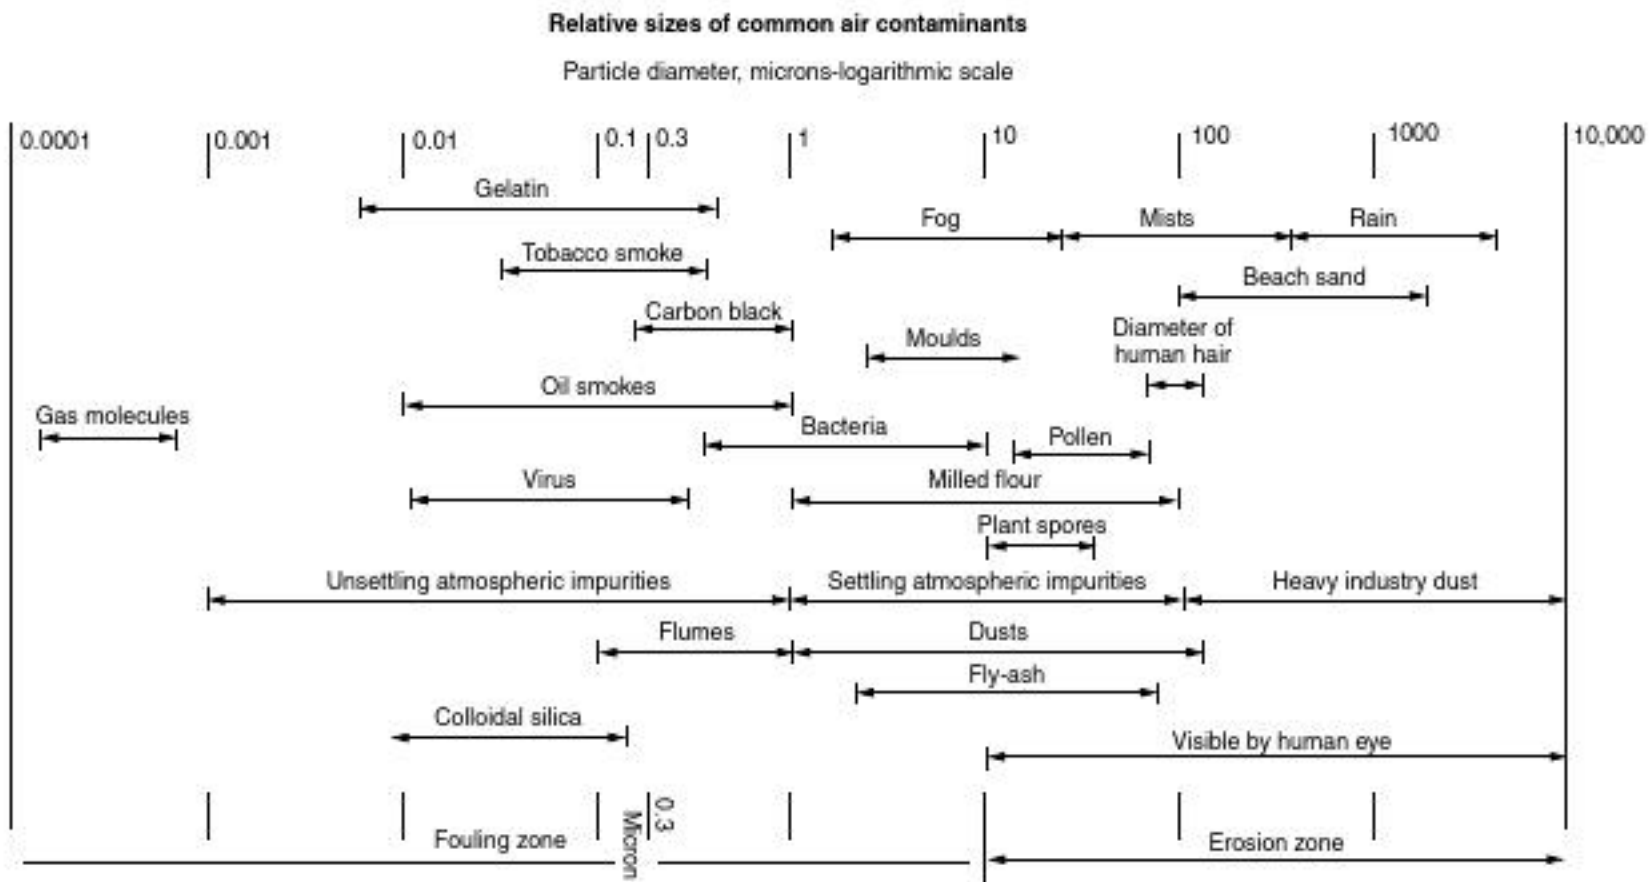 Relative sizes of common air contaminants
Particle diameter, microns-logarithmic scale
0.0001 0.001 0.01 0.1 0.3 1 10 100 1000 10,000
Gelatin
Fog Mists Rain
Tobacco smoke
Beach sand
Carbon black
Moulds
Diameter of
human hair
Oil smokes
Gas molecules
Bacteria
Pollen
Virus
Milled flour
Plant spores
Unsettling atmospheric impurities Settling atmospheric impurities Heavy industry dust
Flumes Dusts
Fly-ash
Colloidal silica
Visible by human eye
0.3
Micron
Fouling zone
Erosion zone